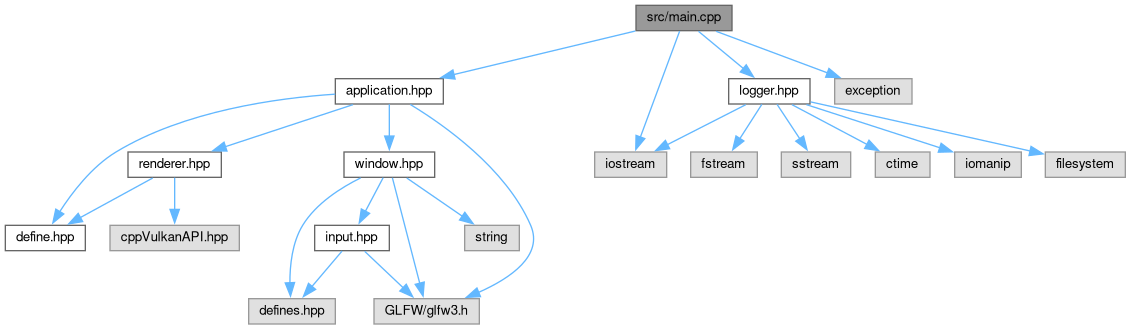 src/main.cpp
application.hpp
logger.hpp
exception
renderer.hpp
window.hpp
iostream
fstream
sstream
ctime
iomanip
filesystem
define.hpp
cppVulkanAPI.hpp
input.hpp
string
defines.hpp
GLFW/glfw3.h